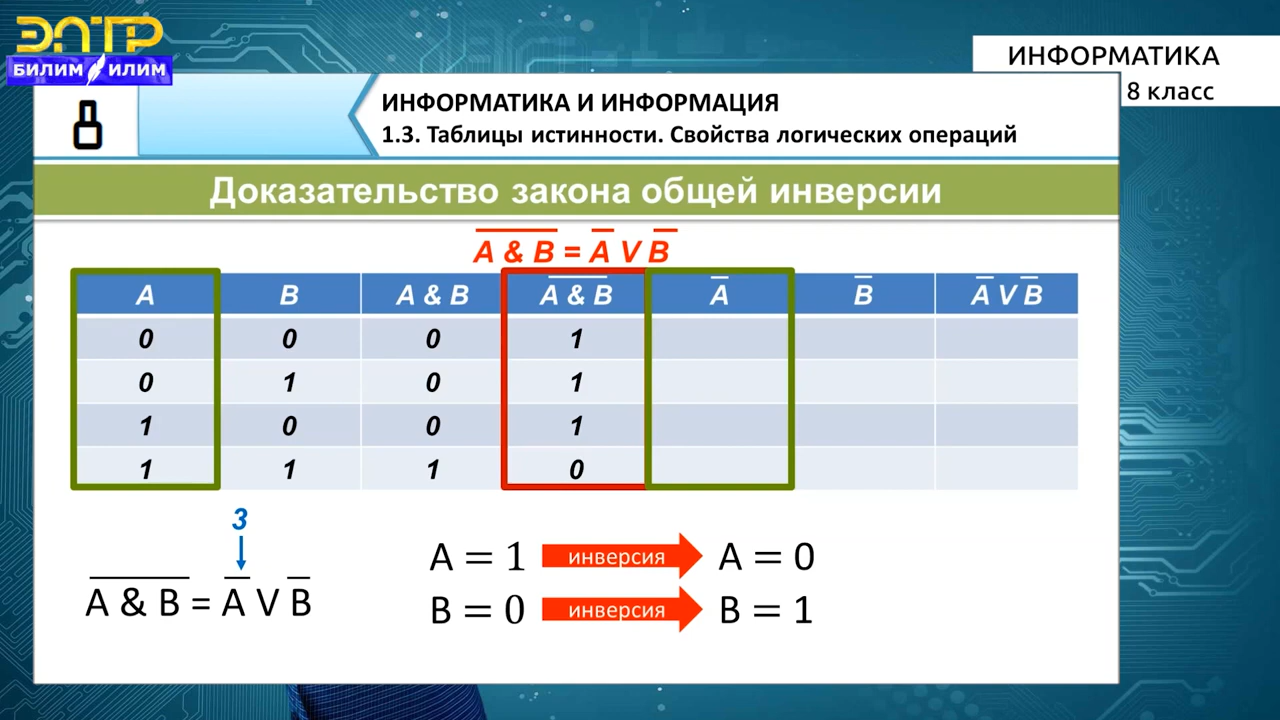 ЭЛТР
БИЛИМ ИЛИМ
ИНФОРМАТИКА
8 класс
8
ИНФОРМАТИКА И ИНФОРМАЦИЯ
1.3. Таблицы истинности. Свойства логических операций
Доказательство закона общей инверсии
A̅ ̅&̅ ̅B̅ = A̅ V B̅
A B A & B A̅ ̅&̅ ̅B̅ A̅ B̅ A̅ V B̅
0 0 0 1
0 1 0 1
1 0 0 1
1 1 1 0
3
A̅ ̅&̅ ̅B̅ = A̅ V B̅
A = 1 инверсия A = 0
B = 0 инверсия B = 1